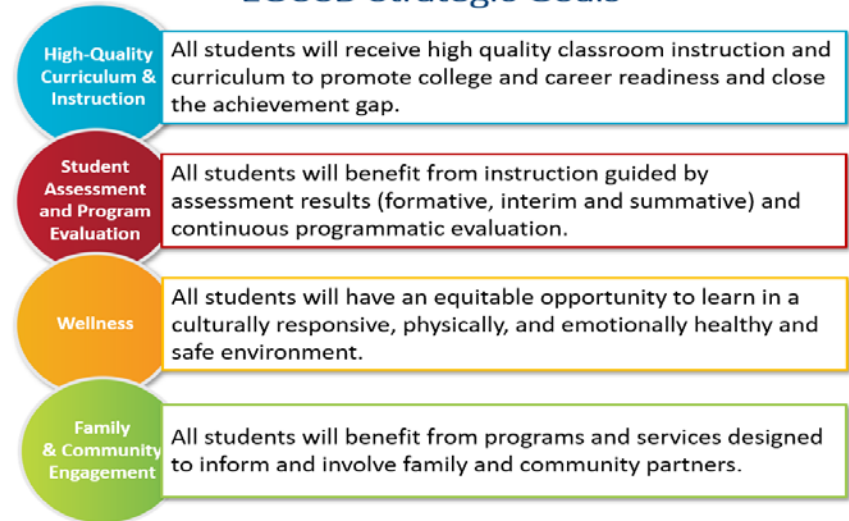 EGUSD Strategic Goals
High-Quality
Curriculum &
Instruction
All students will receive high quality classroom instruction and
curriculum to promote college and career readiness and close
the achievement gap.
Student
Assessment
and Program
Evaluation
All students will benefit from instruction guided by
assessment results (formative, interim and summative) and
continuous programmatic evaluation.
Wellness
All students will have an equitable opportunity to learn in a
culturally responsive, physically, and emotionally healthy and
safe environment.
Family
& Community
Engagement
All students will benefit from programs and services designed
to inform and involve family and community partners.